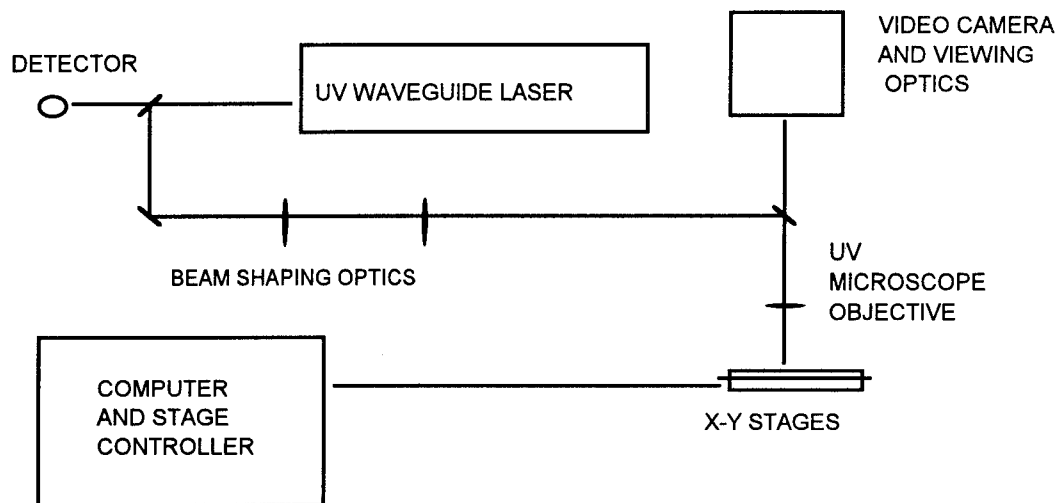 DETECTOR
UV WAVEGUIDE LASER
VIDEO CAMERA
AND VIEWING
OPTICS
BEAM SHAPING OPTICS
UV
MICROSCOPE
OBJECTIVE
COMPUTER
AND STAGE
CONTROLLER
X-Y STAGES